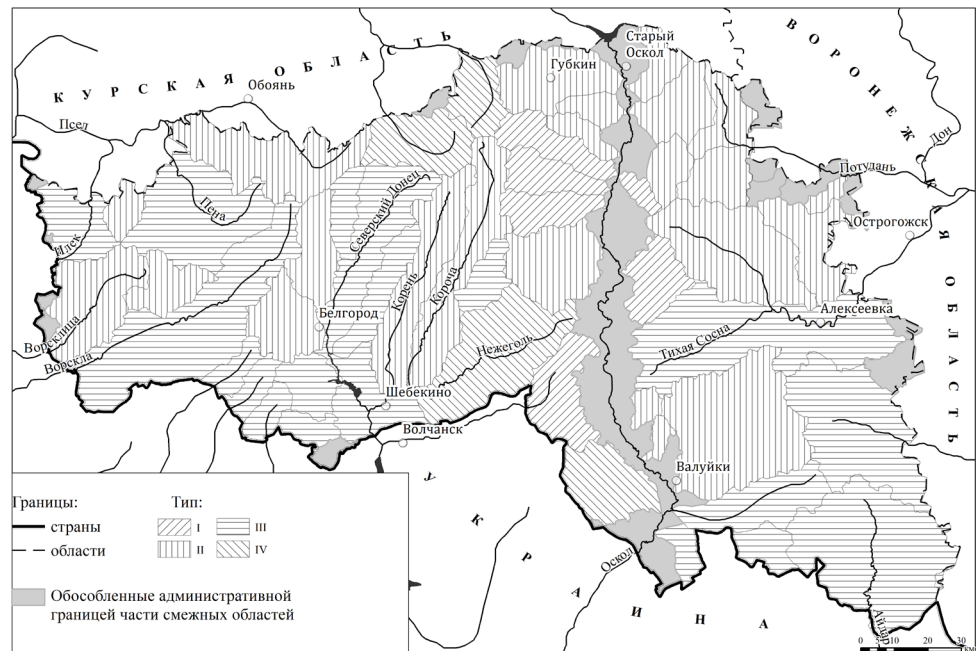 КУРСКАЯ ОБЛАСТЬ
ВОРОНЕЖСКАЯ ОБЛАСТЬ
Старый
Оскол
Губкин
Обоянь
Псел
Дон
Потудань
Пена
Северский Донец
Острогожск
Илек
Корень
Короча
Белгород
Алексеевка
Ворсклица
Ворскла
Нежеголь
Тихая Сосна
Шебекино
Волчанск
Валуйки
УКРАИНА
Оскол
Айдар
Границы:
страны
области
Тип:
I
II
III
IV
Обособленные административной
границей части смежных областей
0 5 10 20 30
Км